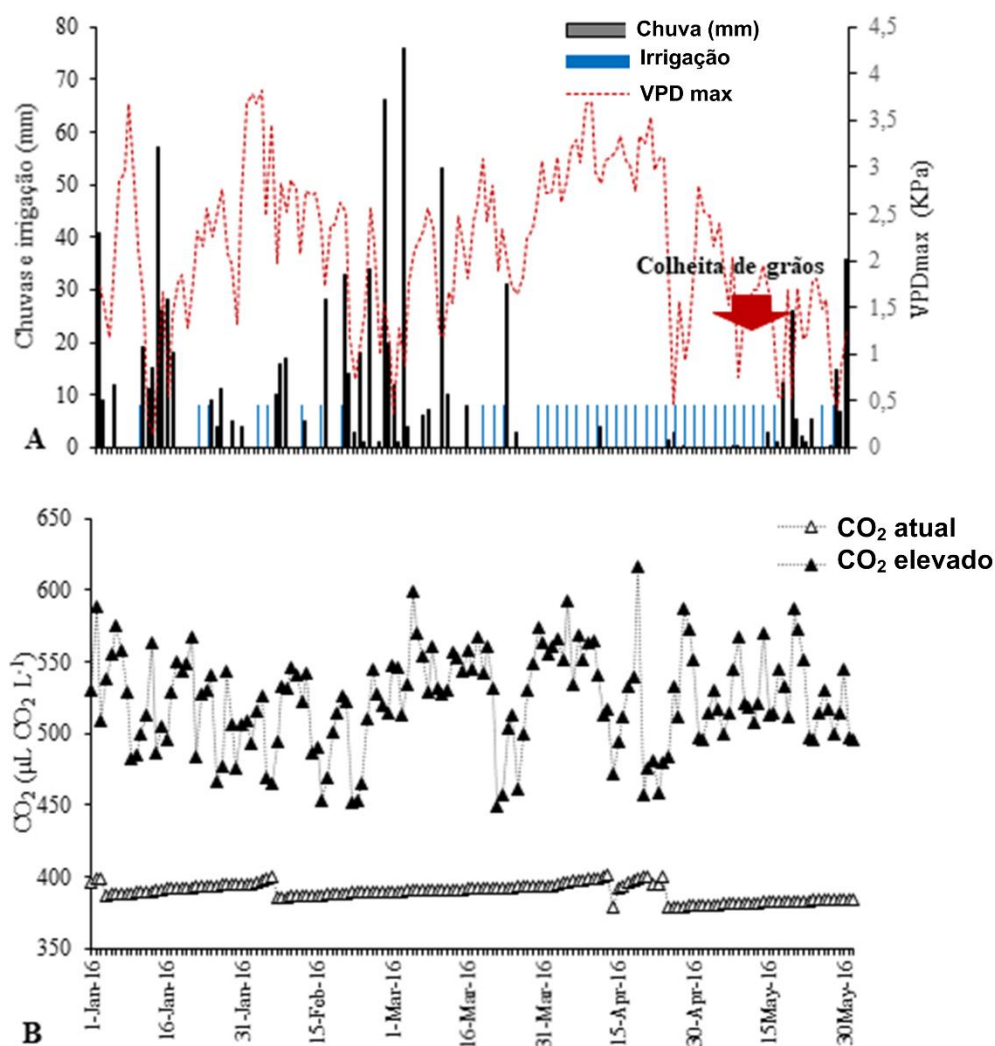 Chuvas e irrigação (mm)
80
70
60
50
40
30
20
10
0
A
Chuva (mm)
Irrigação
VPD max
Colheita de grãos
4,5
4
3,5
3
2,5
2
1,5
1
0,5
0
VPDmax (KPa)
CO₂ (µL CO₂ L⁻¹)
650
600
550
500
450
400
350
CO₂ atual
CO₂ elevado
1-Jan-16
16-Jan-16
31-Jan-16
15-Feb-16
1-Mar-16
16-Mar-16
31-Mar-16
15-Apr-16
30-Apr-16
15May-16
30May-16
B